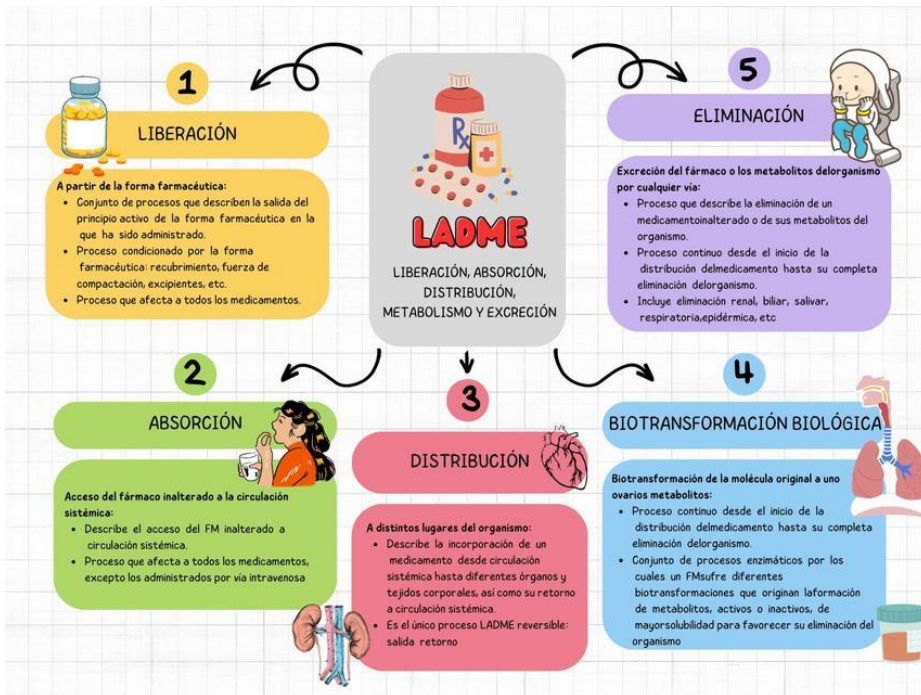 1
LIBERACIÓN
A partir de la forma farmacéutica:
• Conjunto de procesos que describen la salida del
principio activo de la forma farmacéutica en la
que ha sido administrado.
• Proceso condicionado por la forma
farmacéutica: recubrimiento, fuerza de
compactación, excipientes, etc.
• Proceso que afecta a todos los medicamentos.
Rx
LADME
LIBERACIÓN, ABSORCIÓN,
DISTRIBUCIÓN,
METABOLISMO Y EXCRECIÓN
5
ELIMINACIÓN
Excreción del fármaco o los metabolitos delorganismo
por cualquier vía:
• Proceso que describe la eliminación de un
medicamentoinalterado o de sus metabolitos del
organismo.
• Proceso continuo desde el inicio de la
distribución delmedicamento hasta su completa
eliminación delorganismo.
• Incluye eliminación renal, biliar, salivar,
respiratoria,epidérmica, etc
2
ABSORCIÓN
Acceso del fármaco inalterado a la circulación
sistémica:
• Describe el acceso del FM inalterado a
circulación sistémica.
• Proceso que afecta a todos los medicamentos,
excepto los administrados por vía intravenosa
3
DISTRIBUCIÓN
A distintos lugares del organismo:
• Describe la incorporación de un
medicamento desde circulación
sistémica hasta diferentes órganos y
tejidos corporales, así como su retorno
a circulación sistémica.
• Es el único proceso LADME reversible:
salida retorno
4
BIOTRANSFORMACIÓN BIOLÓGICA
Biotransformación de la molécula original a uno
ovarios metabolitos:
• Proceso continuo desde el inicio de la
distribución delmedicamento hasta su completa
eliminación delorganismo.
• Conjunto de procesos enzimáticos por los
cuales un FMsufre diferentes
biotransformaciones que originan laformación
de metabolitos, activos o inactivos, de
mayorsolubilidad para favorecer su eliminación del
organismo